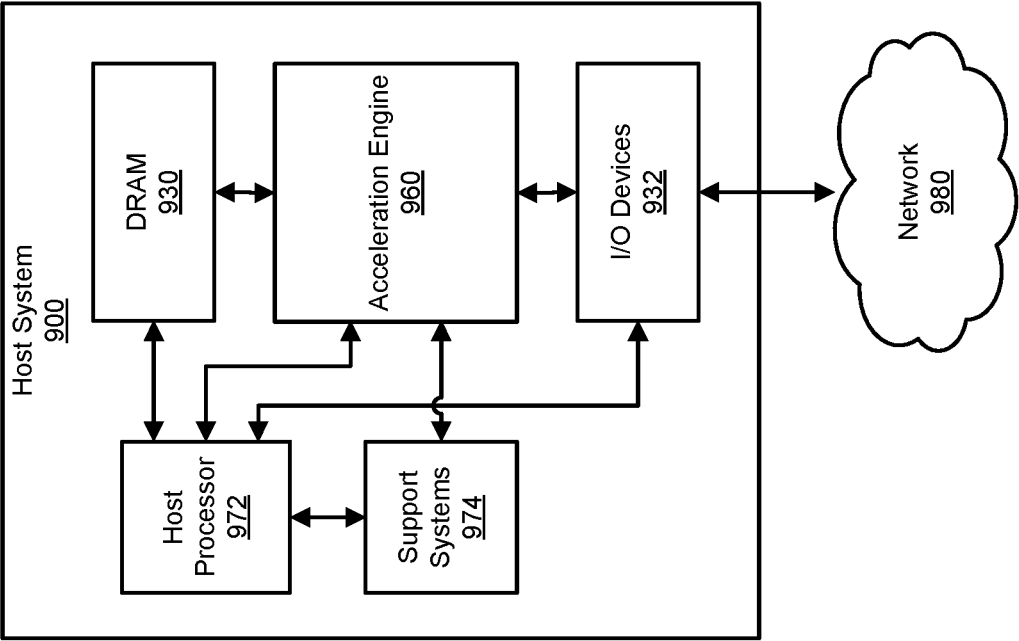 Host System
900
Host
Processor
972
DRAM
930
Support
Systems
974
Acceleration Engine
960
I/O Devices
932
Network
980